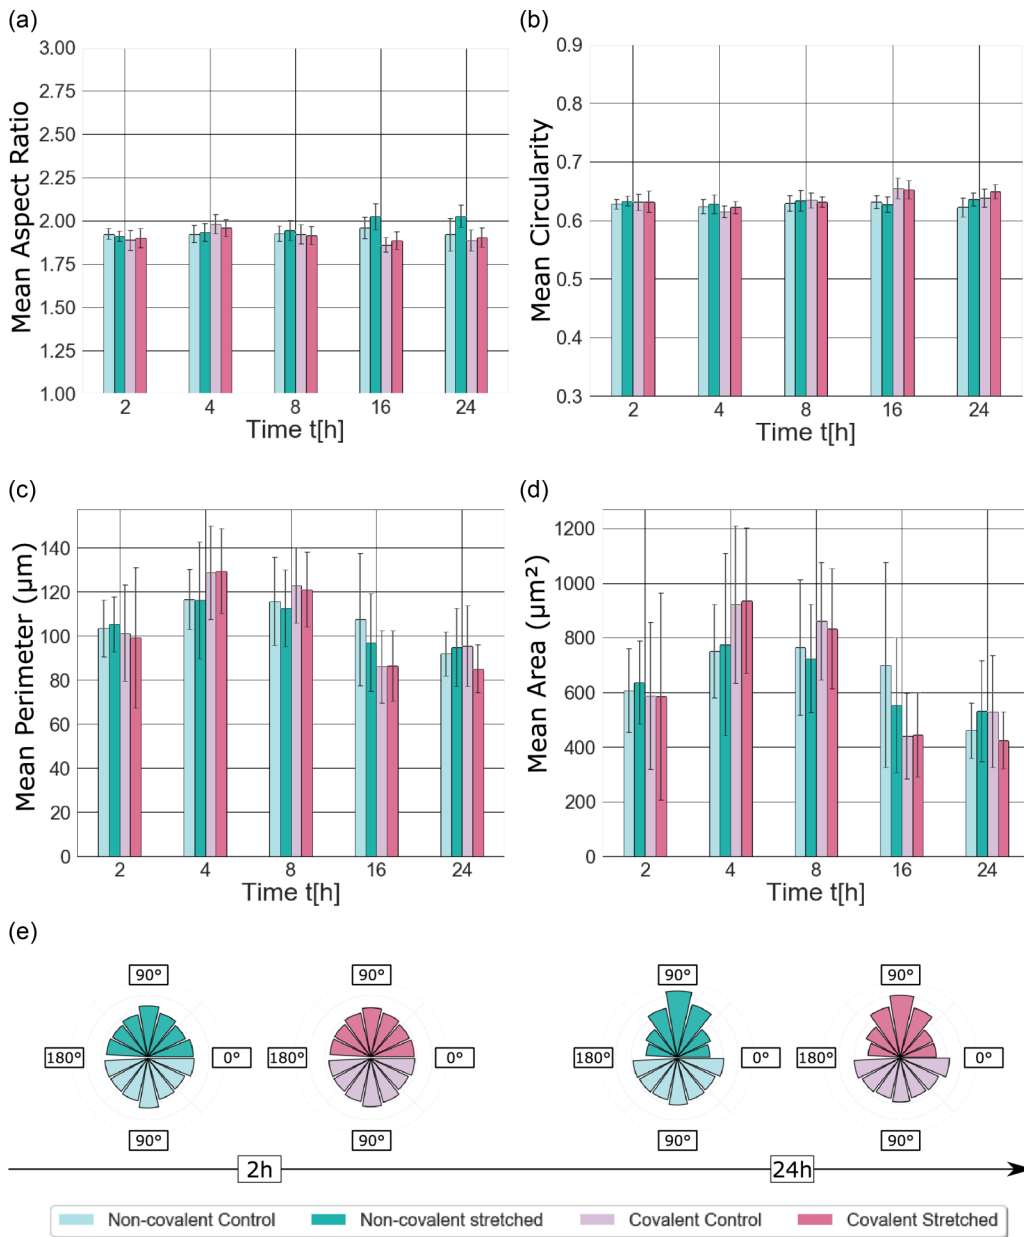 (a)
3.00
2.75
2.50
2.25
2.00
1.75
1.50
1.25
1.00
Mean Aspect Ratio
2 4 8 16 24
Time t[h]
(b)
0.9
0.8
0.7
0.6
0.5
0.4
0.3
Mean Circularity
2 4 8 16 24
Time t[h]
(c)
140
120
100
80
60
40
20
0
Mean Perimeter (µm)
2 4 8 16 24
Time t[h]
(d)
1200
1000
800
600
400
200
0
Mean Area (µm²)
2 4 8 16 24
Time t[h]
(e)
90° 90° 90° 90°
180° 0° 180° 0° 180° 0° 180° 0°
90° 90° 90° 90°
2h 24h
Non-covalent Control Non-covalent stretched Covalent Control Covalent Stretched